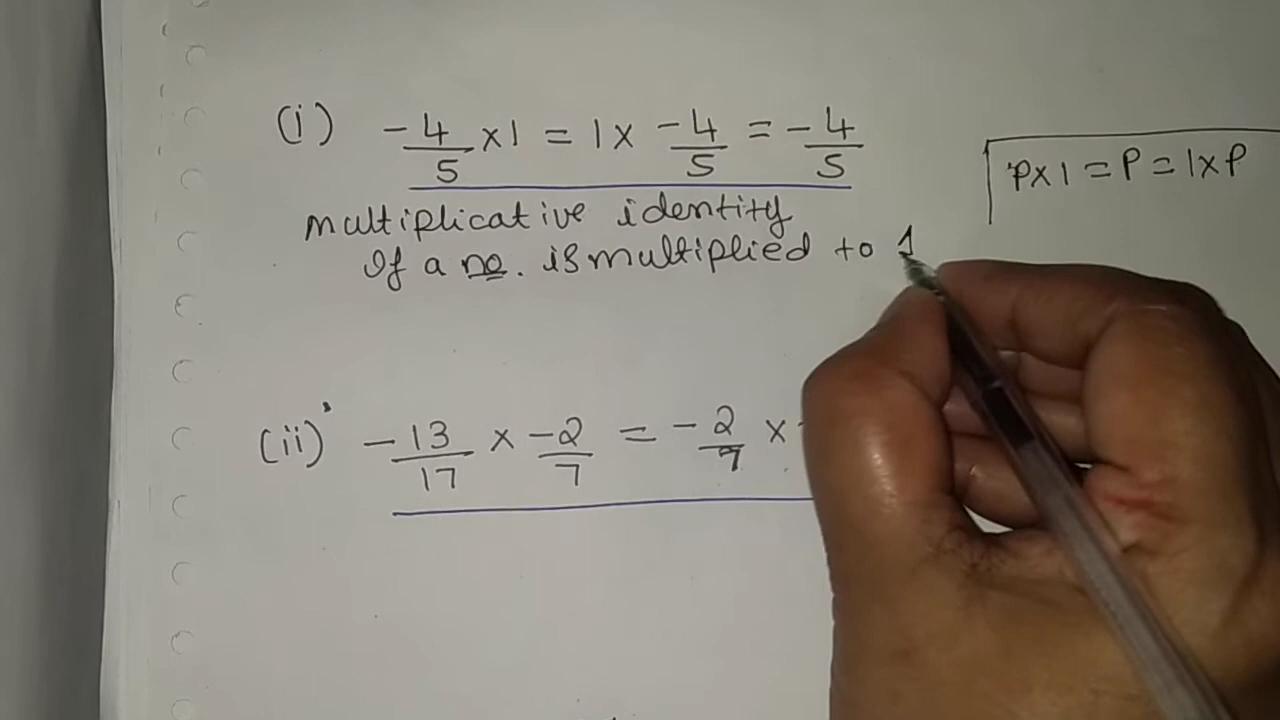 (i) -4/5 x 1 = 1 x -4/5 = -4/5
P x 1 = P = 1 x P
multiplicative identity
If a no. is multiplied to 1
(ii) -13/17 x -2/7 = -2/7 x